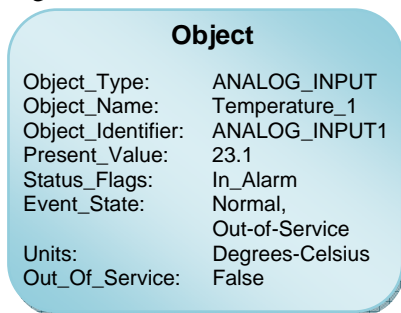 Object
Object_Type: ANALOG_INPUT
Object_Name: Temperature_1
Object_Identifier: ANALOG_INPUT1
Present_Value: 23.1
Status_Flags: In_Alarm
Event_State: Normal,
Out-of-Service
Units: Degrees-Celsius
Out_Of_Service: False